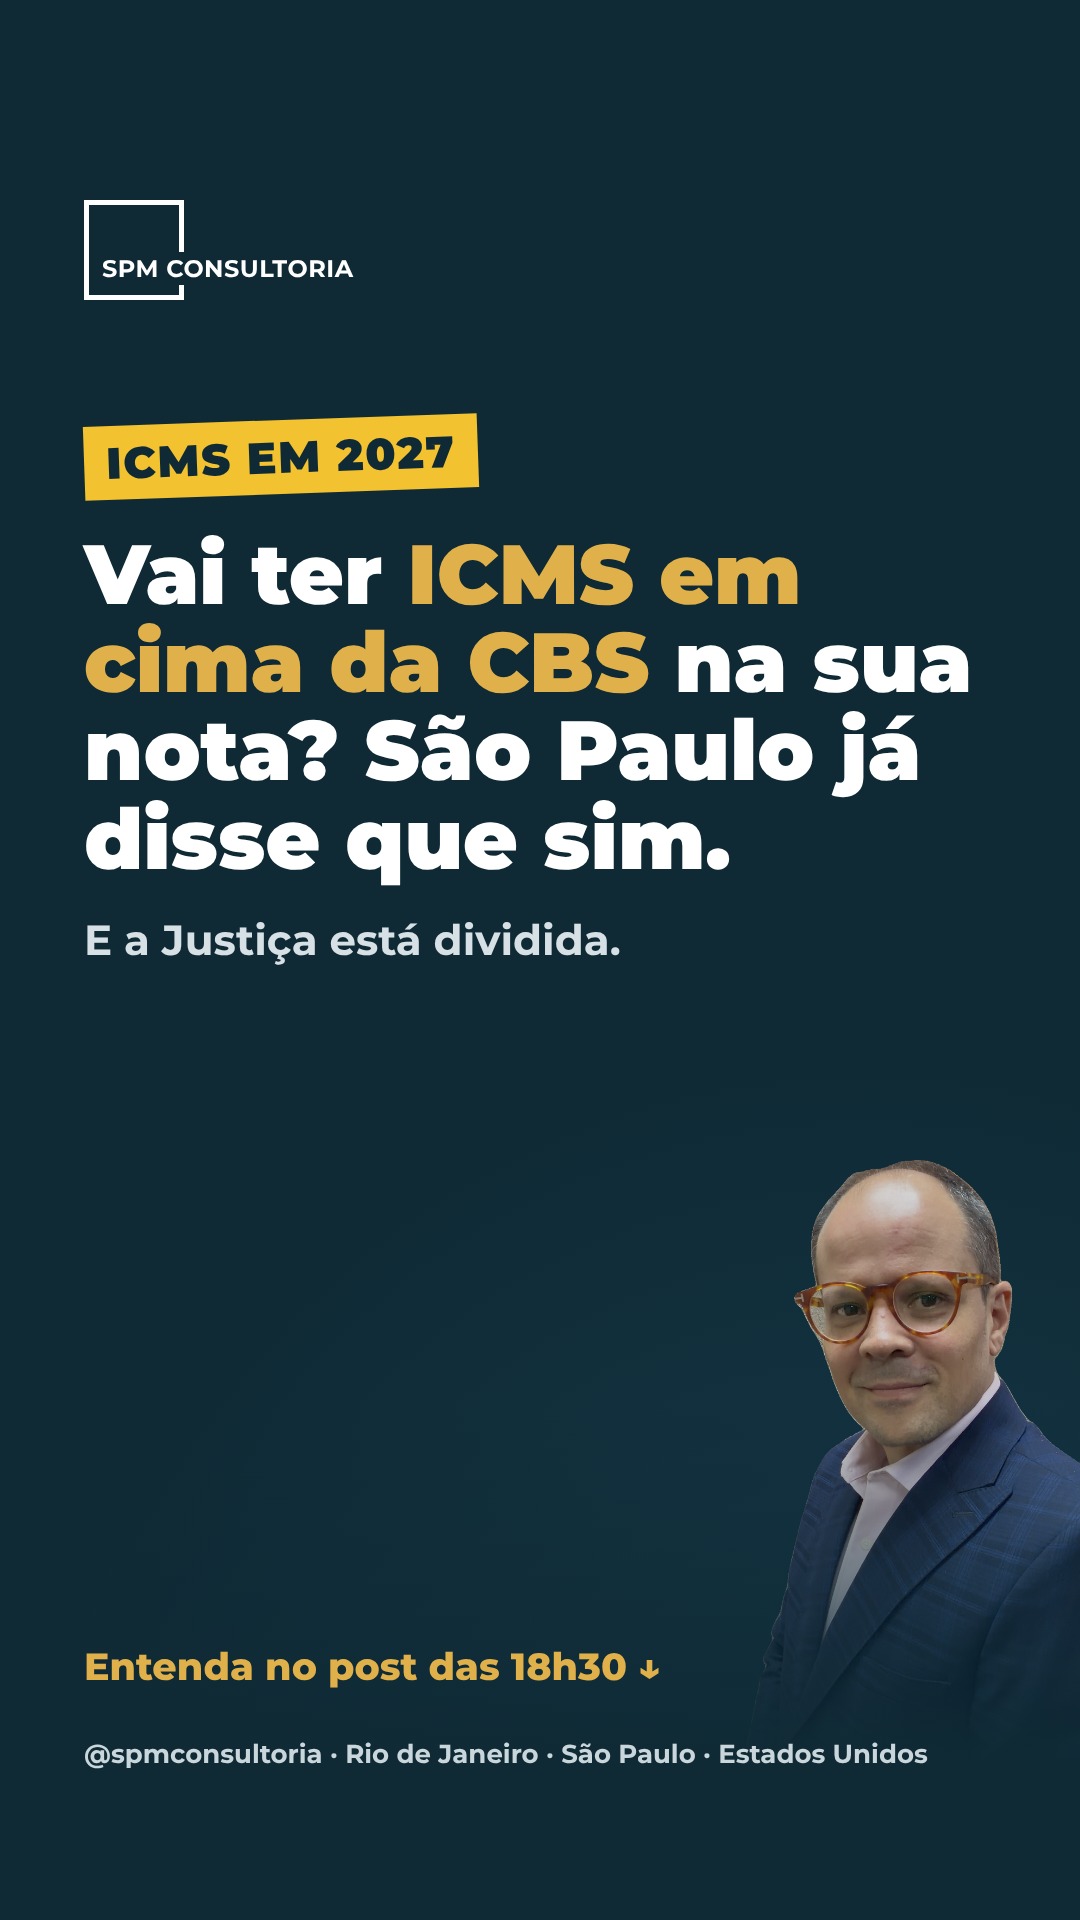 SPM CONSULTORIA
ICMS EM 2027
Vai ter ICMS em
cima da CBS na sua
nota? São Paulo já
disse que sim.
E a Justiça está dividida.
Entenda no post das 18h30 ↓
@spmconsultoria · Rio de Janeiro · São Paulo · Estados Unidos